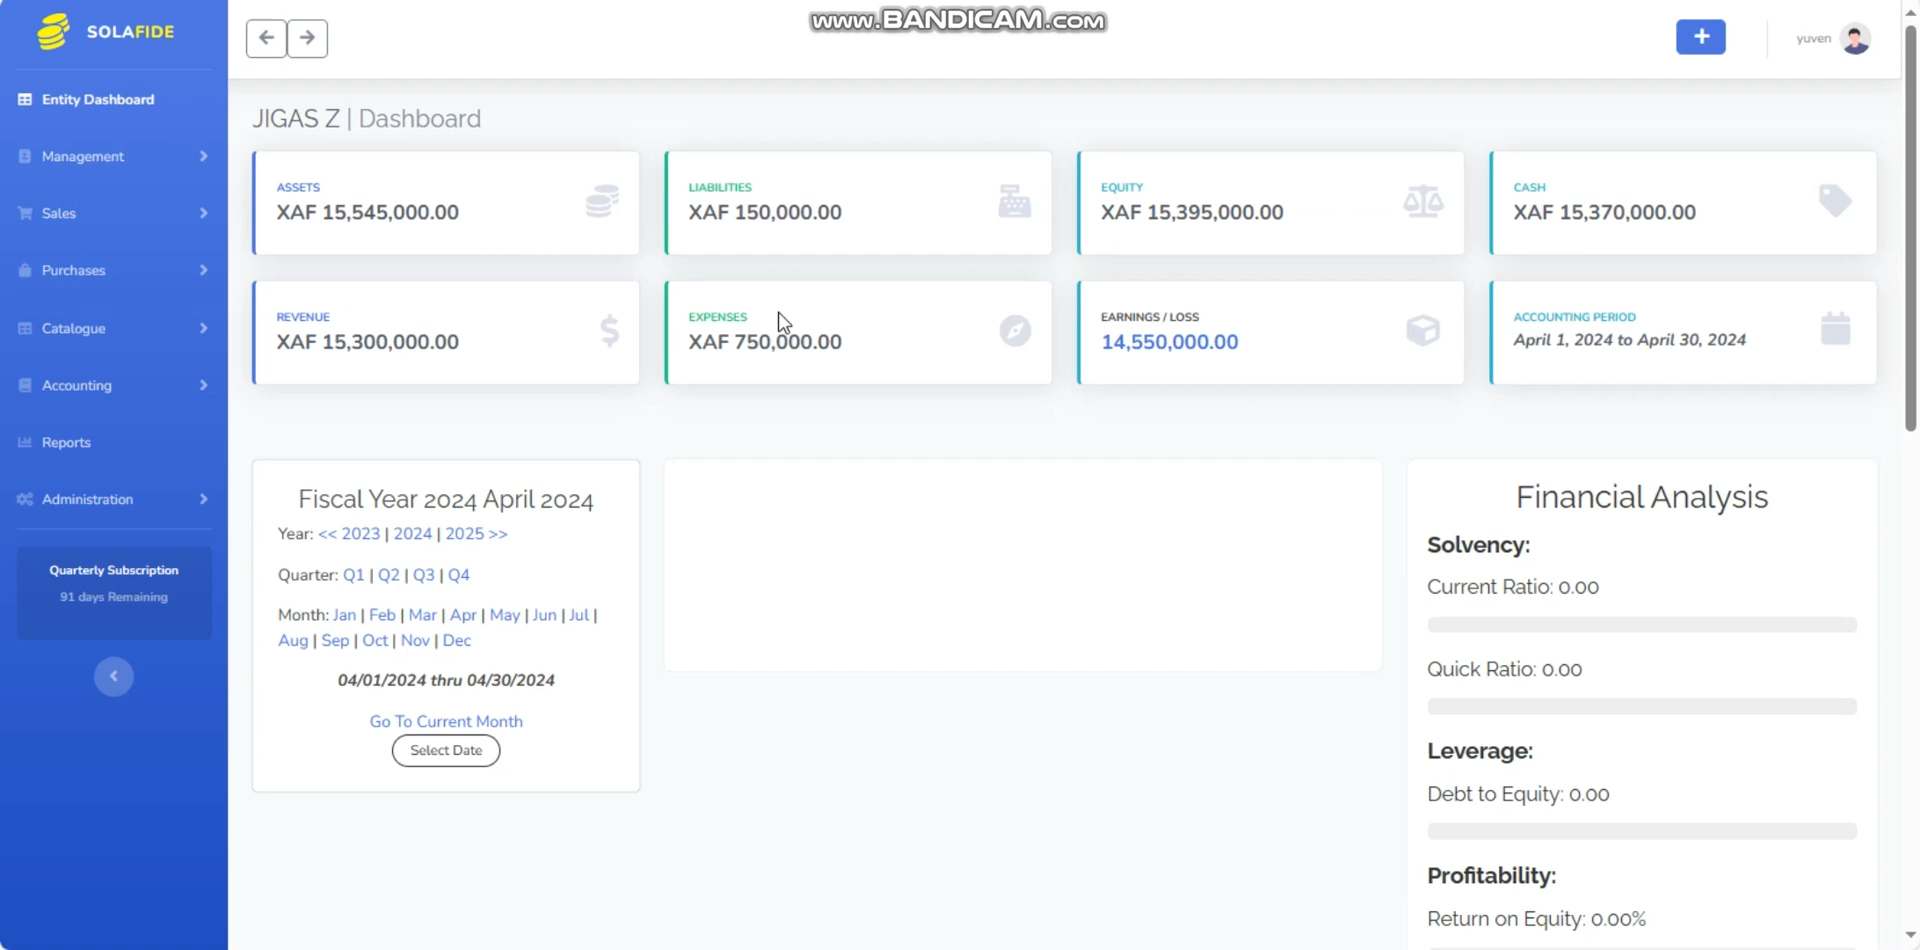 SOLAFIDE
www.BANDICAM.com
yuven
Entity Dashboard
Management
Sales
Purchases
Catalogue
Accounting
Reports
Administration
Quarterly Subscription
91 days Remaining
JIGAS Z | Dashboard
ASSETS
XAF 15,545,000.00
LIABILITIES
XAF 150,000.00
EQUITY
XAF 15,395,000.00
CASH
XAF 15,370,000.00
REVENUE
XAF 15,300,000.00
EXPENSES
XAF 750,000.00
EARNINGS / LOSS
14,550,000.00
ACCOUNTING PERIOD
April 1, 2024 to April 30, 2024
Fiscal Year 2024 April 2024
Year: << 2023 | 2024 | 2025 >>
Quarter: Q1 | Q2 | Q3 | Q4
Month: Jan | Feb | Mar | Apr | May | Jun | Jul |
Aug | Sep | Oct | Nov | Dec
04/01/2024 thru 04/30/2024
Go To Current Month
Select Date
Financial Analysis
Solvency:
Current Ratio: 0.00
Quick Ratio: 0.00
Leverage:
Debt to Equity: 0.00
Profitability:
Return on Equity: 0.00%